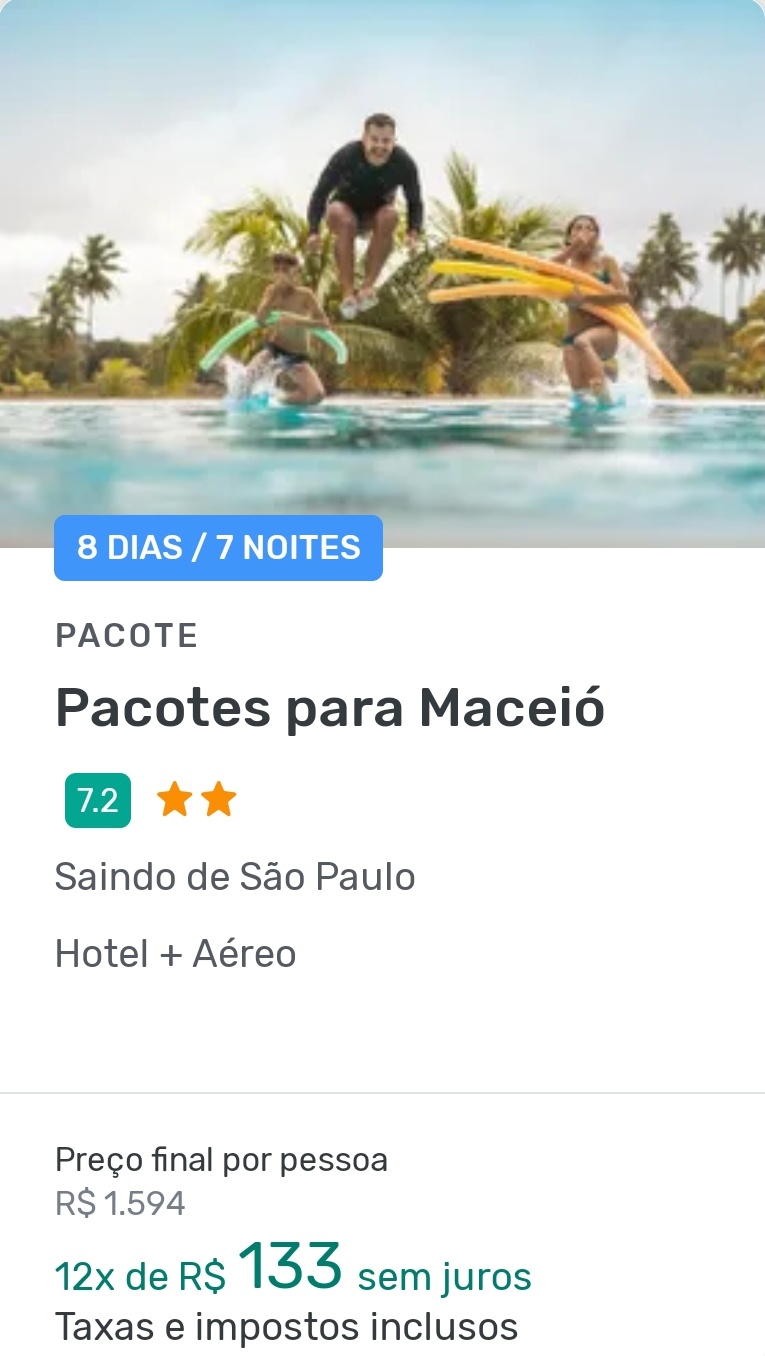 8 DIAS / 7 NOITES
PACOTE
Pacotes para Maceió
7.2
Saindo de São Paulo
Hotel + Aéreo
Preço final por pessoa
R$ 1.594
12x de R$ 133 sem juros
Taxas e impostos inclusos